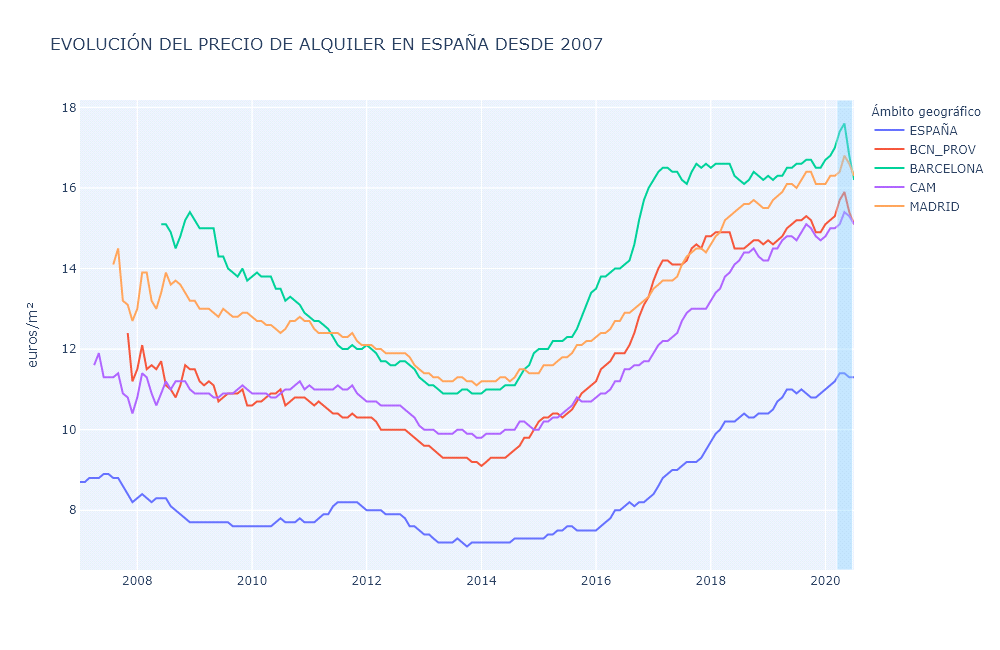 EVOLUCIÓN DEL PRECIO DE ALQUILER EN ESPAÑA DESDE 2007
Ámbito geográfico
ESPAÑA
BCN_PROV
BARCELONA
CAM
MADRID
euros/m²
18
16
14
12
10
8
2008
2010
2012
2014
2016
2018
2020